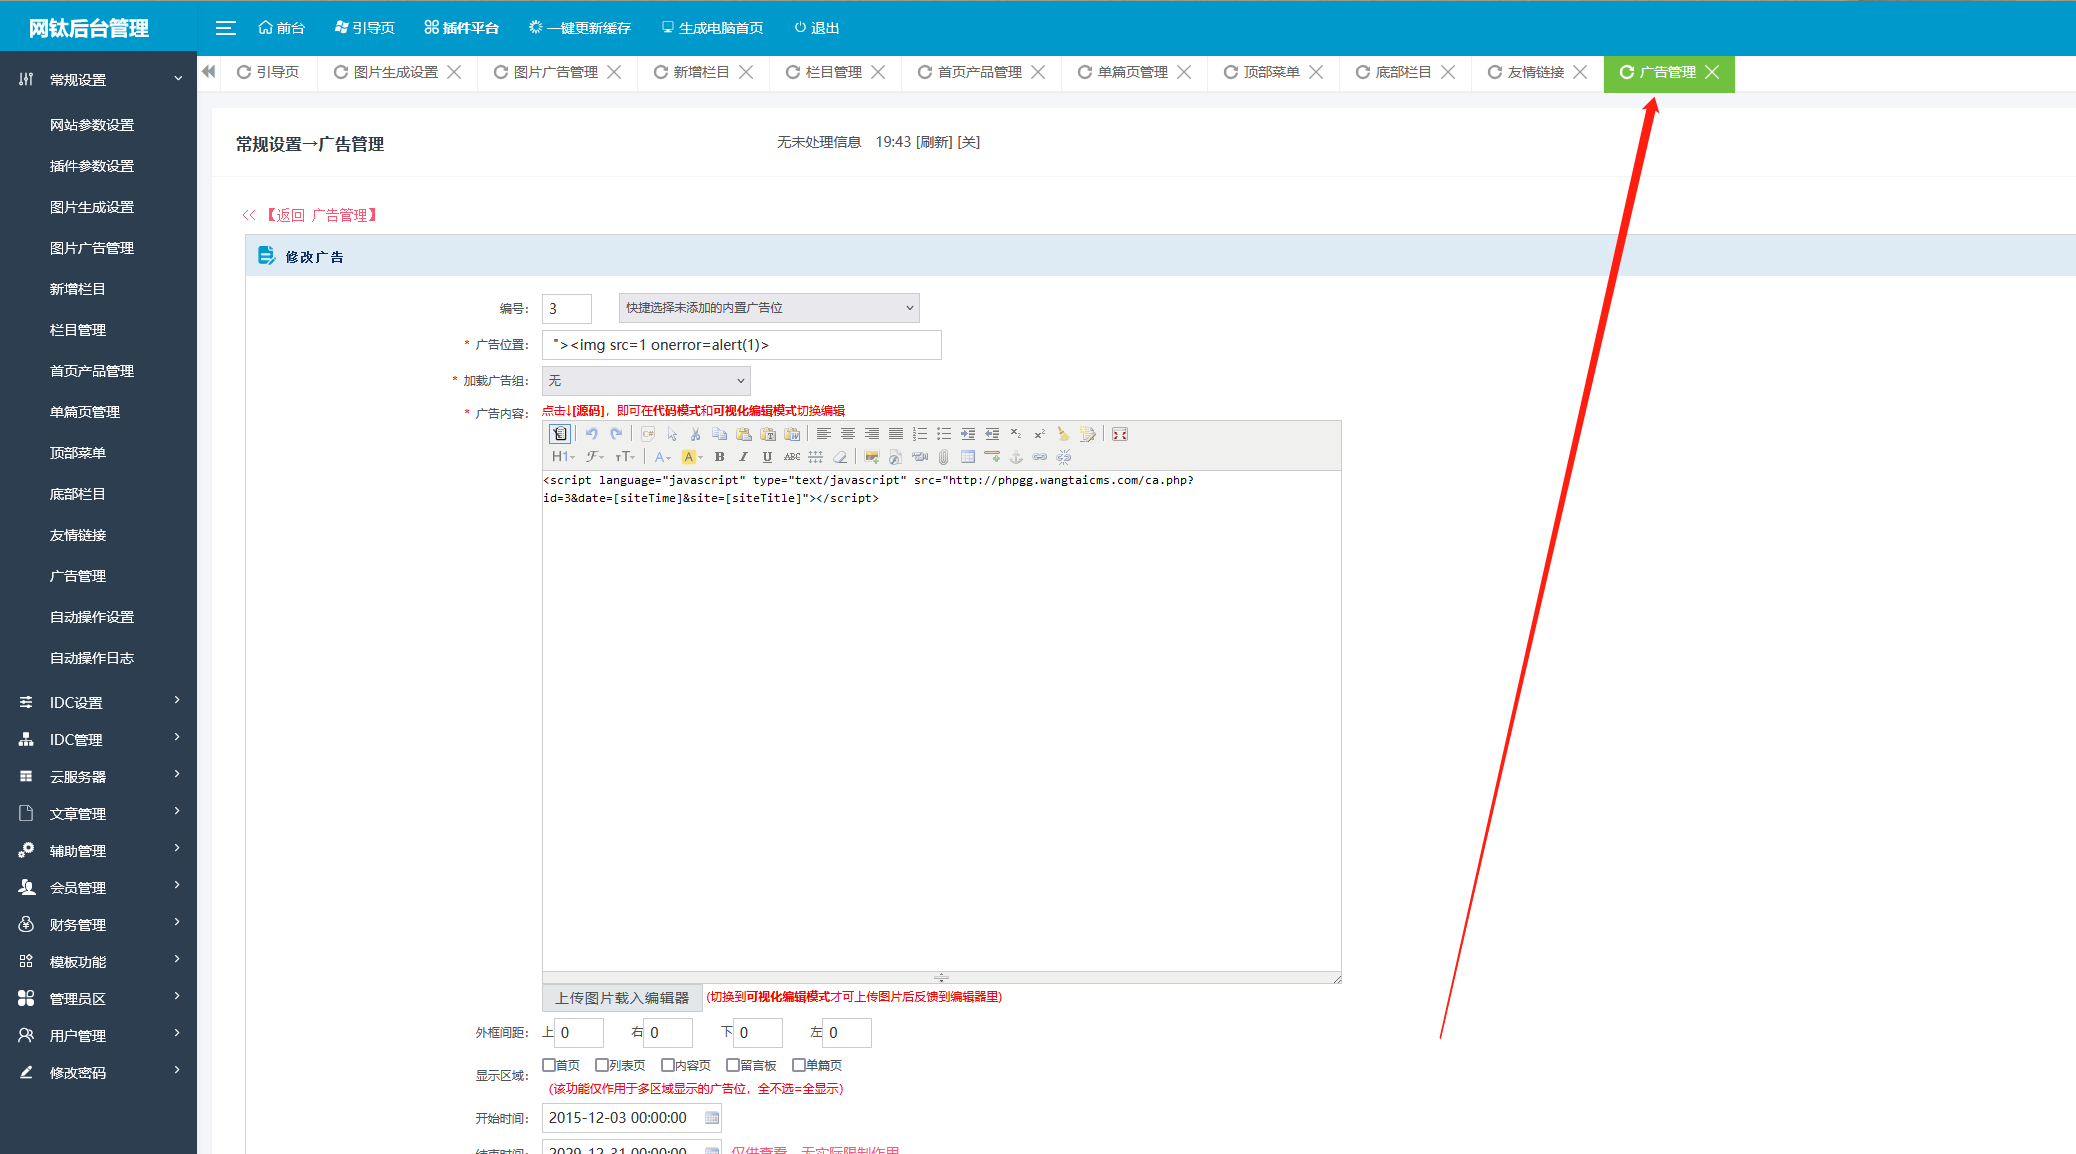 网钛后台管理
前台 引导页 插件平台 一键更新缓存 生成电脑首页 退出
引导页 图片生成设置 图片广告管理 新增栏目 栏目管理 首页产品管理 单篇页管理 顶部菜单 底部栏目 友情链接 广告管理
常规设置
网站参数设置
插件参数设置
图片生成设置
图片广告管理
新增栏目
栏目管理
首页产品管理
单篇页管理
顶部菜单
底部栏目
友情链接
广告管理
自动操作设置
自动操作日志
IDC设置
IDC管理
云服务器
文章管理
辅助管理
会员管理
财务管理
模板功能
管理员区
用户管理
修改密码
常规设置→广告管理
无未处理信息 19:43 [刷新] [关]
<< 【返回 广告管理】
修改广告
编号: 3 快捷选择未添加的内置广告位
* 广告位置: "><img src=1 onerror=alert(1)>
* 加载广告组: 无
* 广告内容: 点击↓[源码]，即可在代码模式和可视化编辑模式切换编辑
<script language="javascript" type="text/javascript" src="http://phpgg.wangtaicms.com/ca.php?
id=3&date=[siteTime]&site=[siteTitle]"></script>
上传图片载入编辑器 (切换到可视化编辑模式才可上传图片后反馈到编辑器里)
外框间距: 上 0 右 0 下 0 左 0
显示区域: 首页 列表页 内容页 留言板 单篇页
(该功能仅作用于多区域显示的广告位，全不选=全显示)
开始时间: 2015-12-03 00:00:00
结束时间: 2029-12-31 00:00:00 仅供查看，无实际限制作用